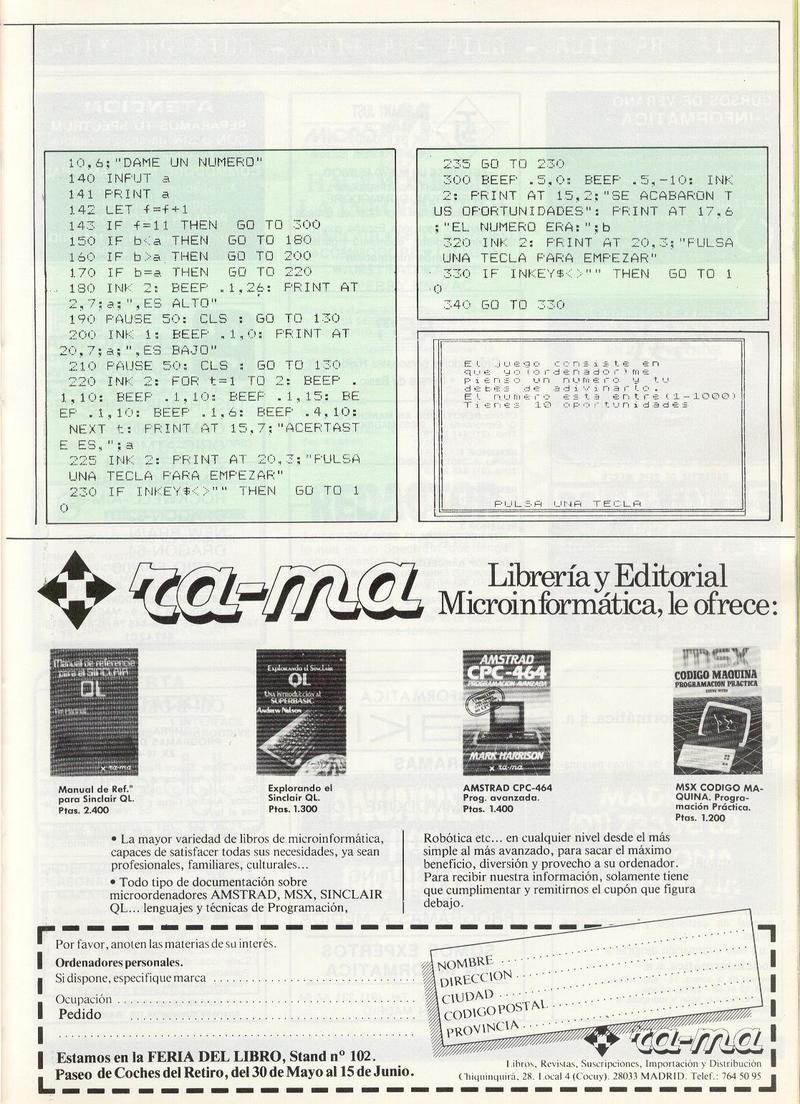 10,6;"DAME UN NUMERO"
140 INPUT a
141 PRINT a
142 LET f=f+1
143 IF f=11 THEN GO TO 300
150 IF b<a THEN GO TO 180
160 IF b>a THEN GO TO 200
170 IF b=a THEN GO TO 220
180 INK 2: BEEP .1,26: PRINT AT
2,7;a;",ES ALTO"
190 PAUSE 50: CLS : GO TO 130
200 INK 1: BEEP .1,0: PRINT AT
20,7;a;",ES BAJO"
210 PAUSE 50: CLS : GO TO 130
220 INK 2: FOR t=1 TO 2: BEEP .
1,10: BEEP .1,10: BEEP .1,15: BE
EP .1,10: BEEP .1,6: BEEP .4,10:
NEXT t: PRINT AT 15,7;"ACERTAST
E ES,";a
225 INK 2: PRINT AT 20,3;"PULSA
UNA TECLA PARA EMPEZAR"
230 IF INKEY$<>"" THEN GO TO 1
0
235 GO TO 230
300 BEEP .5,0: BEEP .5,-10: INK
2: PRINT AT 15,2;"SE ACABARON T
US OPORTUNIDADES": PRINT AT 17,6
;"EL NUMERO ERA:";b
320 INK 2: PRINT AT 20,3;"PULSA
UNA TECLA PARA EMPEZAR"
330 IF INKEY$<>"" THEN GO TO 1
0
340 GO TO 330
El juego consiste en
que yo(ordenador)me
pienso un numero y tu
debes de adivinarlo.
El numero esta entre(1-1000)
Tienes 10 oportunidades
PULSA UNA TECLA
ra-ma
Librería y Editorial
Microinformática, le ofrece:
Manual de referencia
para el SINCLAIR
QL
ra-ma
Explorando el Sinclair
QL
Una introducción al
SUPERBASIC
Andrew Nelson
AMSTRAD
CPC-464
PROGRAMACION AVANZADA
MARK HARRISON
ra-ma
MSX
CODIGO MAQUINA
PROGRAMACION PRACTICA
Manual de Ref.ª
para Sinclair QL.
Ptas. 2.400
Explorando el
Sinclair QL.
Ptas. 1.300
AMSTRAD CPC-464
Prog. avanzada.
Ptas. 1.400
MSX CODIGO MA-
QUINA. Progra-
mación Práctica.
Ptas. 1.200
• La mayor variedad de libros de microinformática,
capaces de satisfacer todas sus necesidades, ya sean
profesionales, familiares, culturales...
• Todo tipo de documentación sobre
microordenadores AMSTRAD, MSX, SINCLAIR
QL... lenguajes y técnicas de Programación,
Robótica etc... en cualquier nivel desde el más
simple al más avanzado, para sacar el máximo
beneficio, diversión y provecho a su ordenador.
Para recibir nuestra información, solamente tiene
que cumplimentar y remitirnos el cupón que figura
debajo.
Por favor, anoten las materias de su interés.
Ordenadores personales.
Si dispone, especifique marca
Ocupación
Pedido
Estamos en la FERIA DEL LIBRO, Stand nº 102.
Paseo de Coches del Retiro, del 30 de Mayo al 15 de Junio.
NOMBRE
DIRECCION
CIUDAD
CODIGO POSTAL
PROVINCIA
ra-ma
Libros, Revistas, Suscripciones, Importación y Distribución
Chiquinquirá, 28. Local 4 (Cocuy). 28033 MADRID. Telef.: 764 50 95